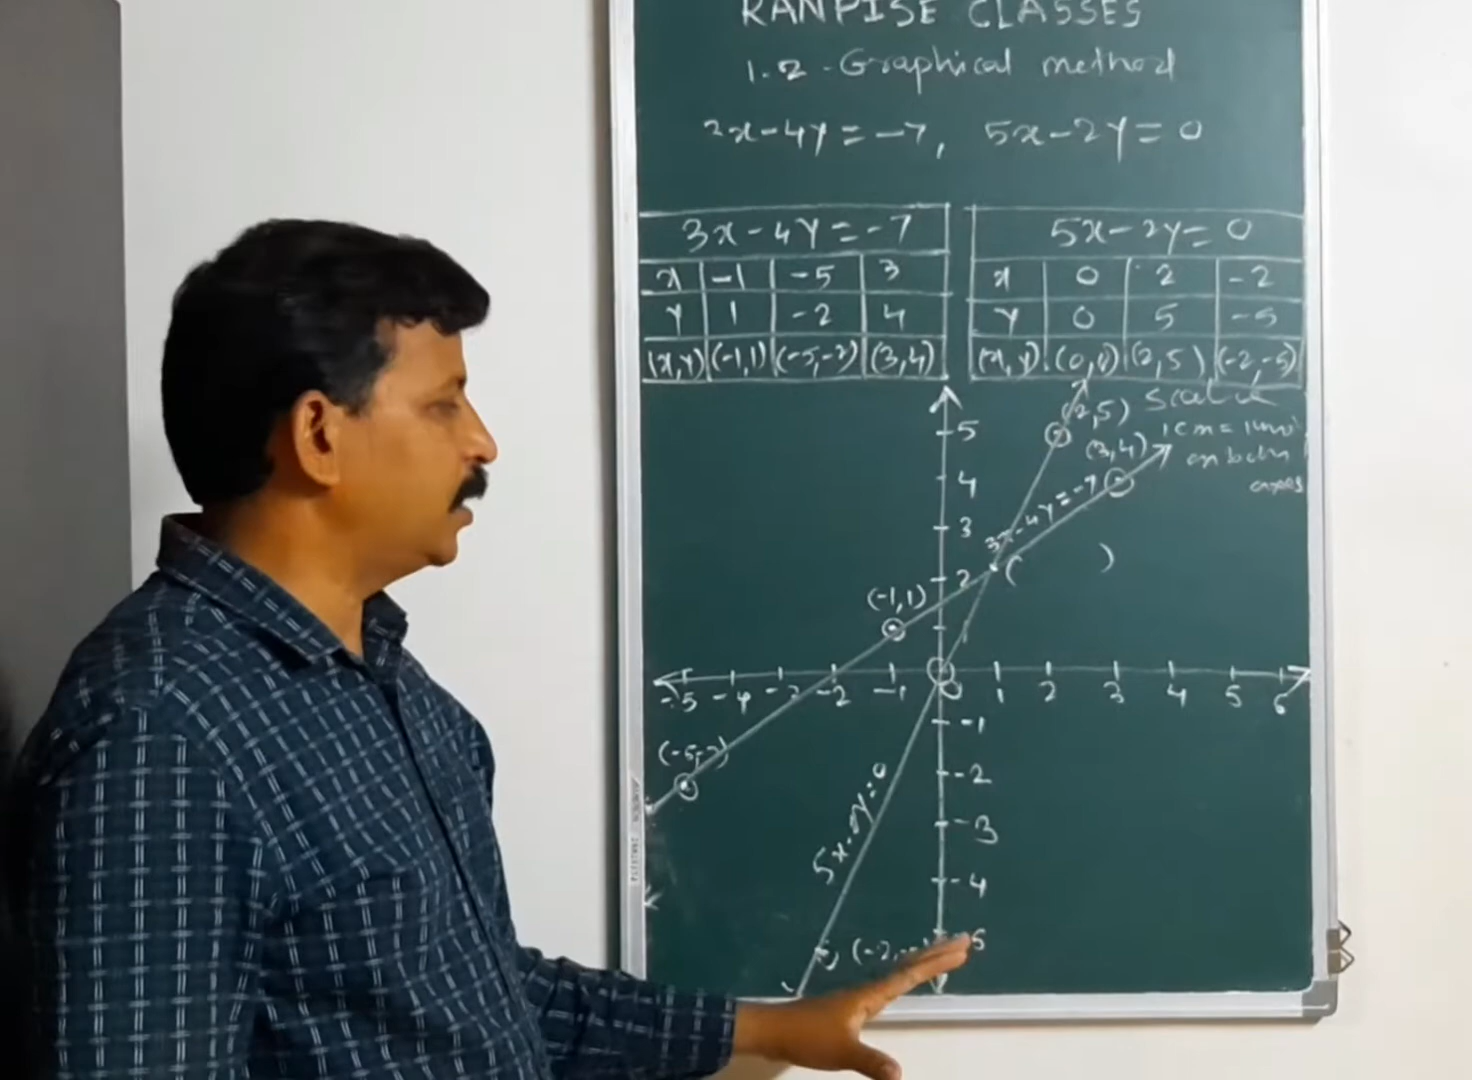 RANPISE CLASSES
1.2 - Graphical method
3x-4y=-7, 5x-2y=0
3x-4y=-7
x -1 -5 3
y 1 -2 4
(x,y) (-1,1) (-5,-2) (3,4)
5x-2y=0
x 0 2 -2
y 0 5 -5
(x,y) (0,0) (2,5) (-2,-5)
Scale
1cm=1unit
on both
axes
(2,5)
(3,4)
3x-4y=-7
( )
(-1,1)
(-5,-2)
5x-2y=0
5
4
3
2
1
-5 -4 -3 -2 -1 0 1 2 3 4 5 6
-1
-2
-3
-4
-5